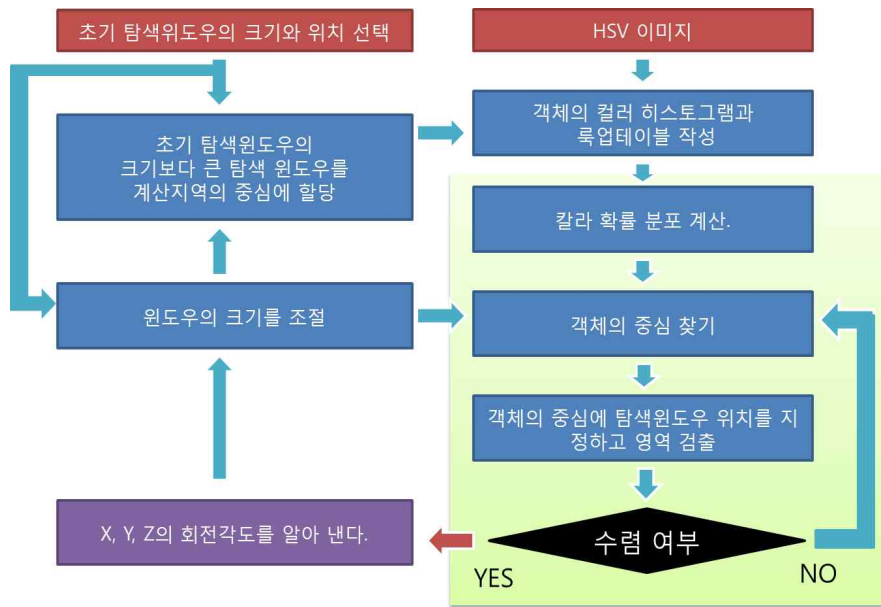 초기 탐색위도우의 크기와 위치 선택
HSV 이미지
초기 탐색윈도우의
크기보다 큰 탐색 윈도우를
계산지역의 중심에 할당
객체의 컬러 히스토그램과
룩업테이블 작성
칼라 확률 분포 계산.
윈도우의 크기를 조절
객체의 중심 찾기
객체의 중심에 탐색윈도우 위치를 지
정하고 영역 검출
X, Y, Z의 회전각도를 알아 낸다.
수렴 여부
YES
NO